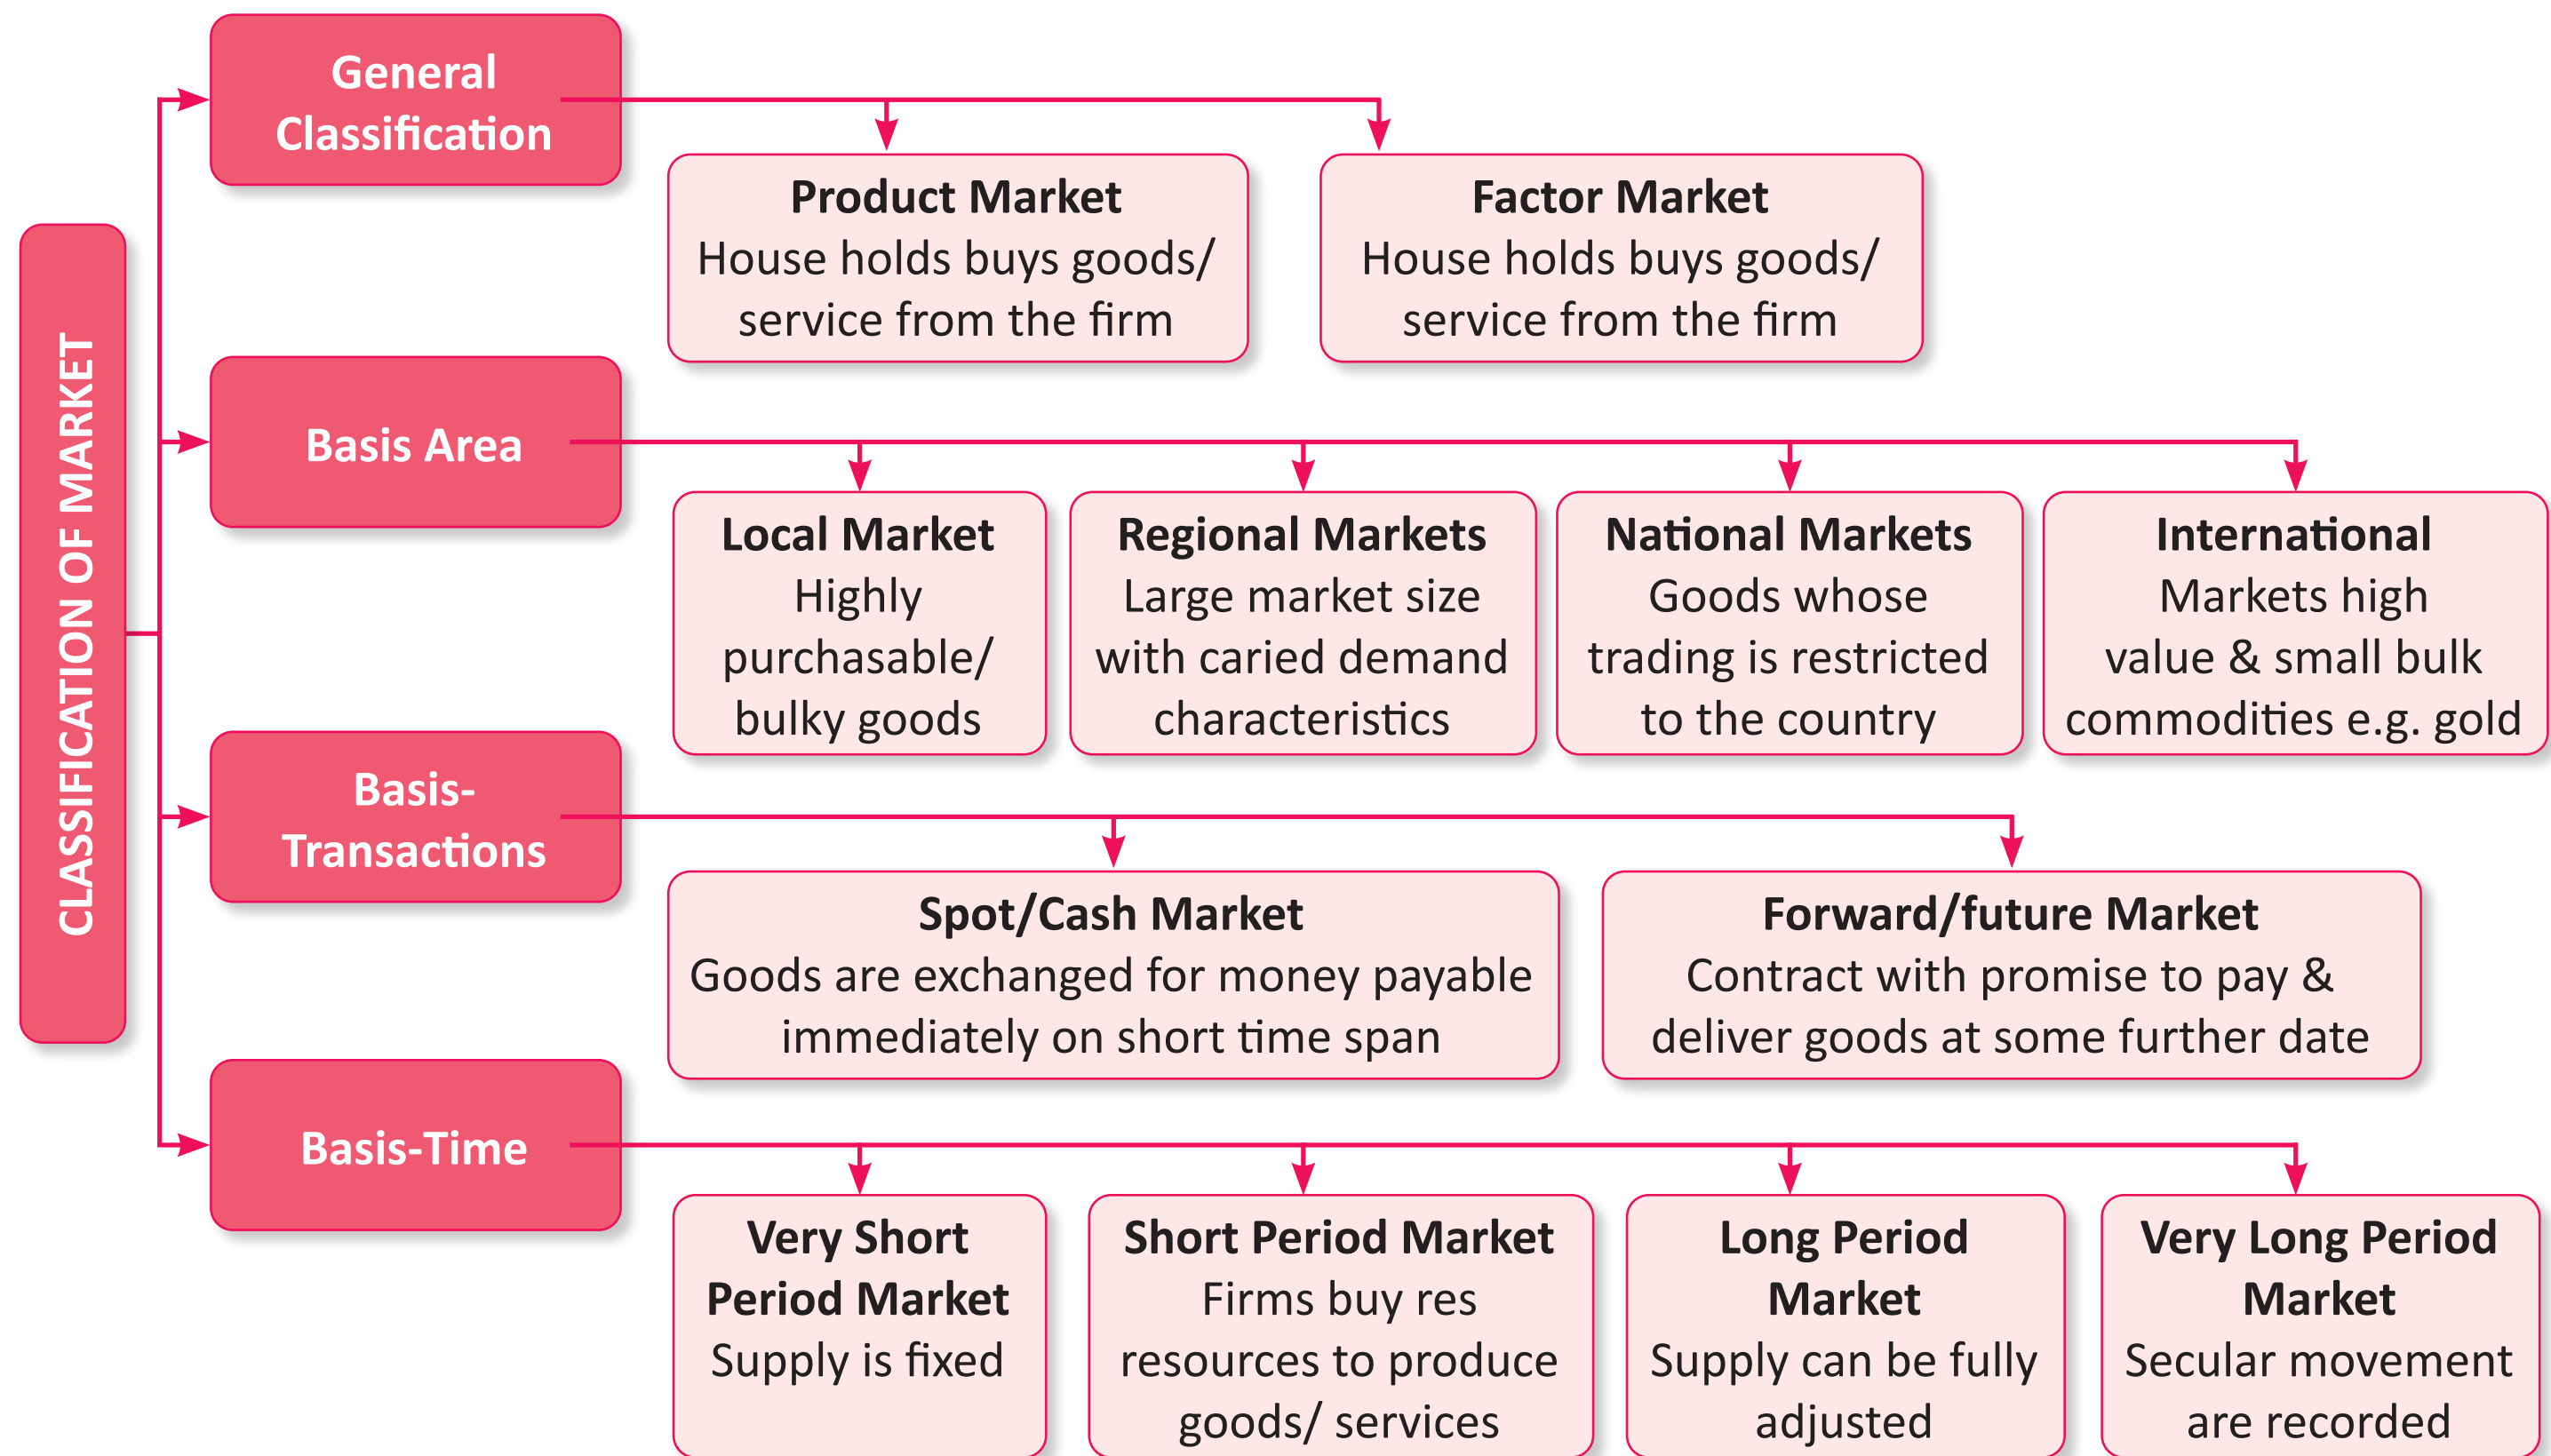 CLASSIFICATION OF MARKET
General
Classification
Product Market
House holds buys goods/
service from the firm
Factor Market
House holds buys goods/
service from the firm
Basis Area
Local Market
Highly
purchasable/
bulky goods
Regional Markets
Large market size
with caried demand
characteristics
National Markets
Goods whose
trading is restricted
to the country
International
Markets high
value & small bulk
commodities e.g. gold
Basis-
Transactions
Spot/Cash Market
Goods are exchanged for money payable
immediately on short time span
Forward/future Market
Contract with promise to pay &
deliver goods at some further date
Basis-Time
Very Short
Period Market
Supply is fixed
Short Period Market
Firms buy res
resources to produce
goods/ services
Long Period
Market
Supply can be fully
adjusted
Very Long Period
Market
Secular movement
are recorded